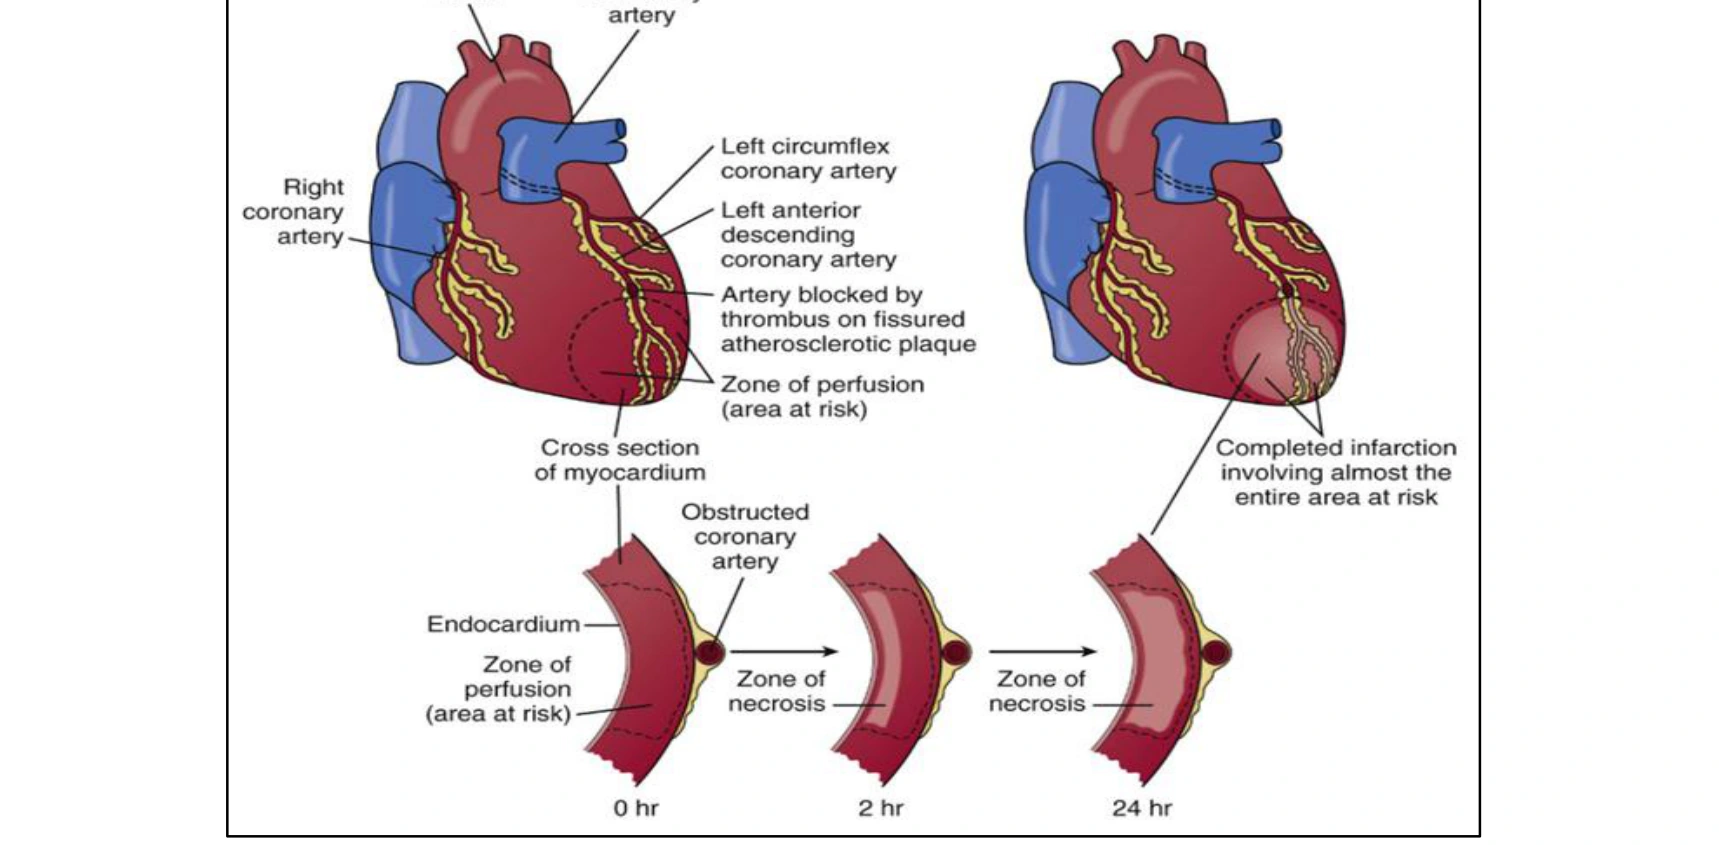 artery
Left circumflex
coronary artery
Right
coronary
artery
Left anterior
descending
coronary artery
Artery blocked by
thrombus on fissured
atherosclerotic plaque
Zone of perfusion
(area at risk)
Cross section
of myocardium
Completed infarction
involving almost the
entire area at risk
Obstructed
coronary
artery
Endocardium
Zone of
perfusion
(area at risk)
Zone of
necrosis
Zone of
necrosis
0 hr
2 hr
24 hr